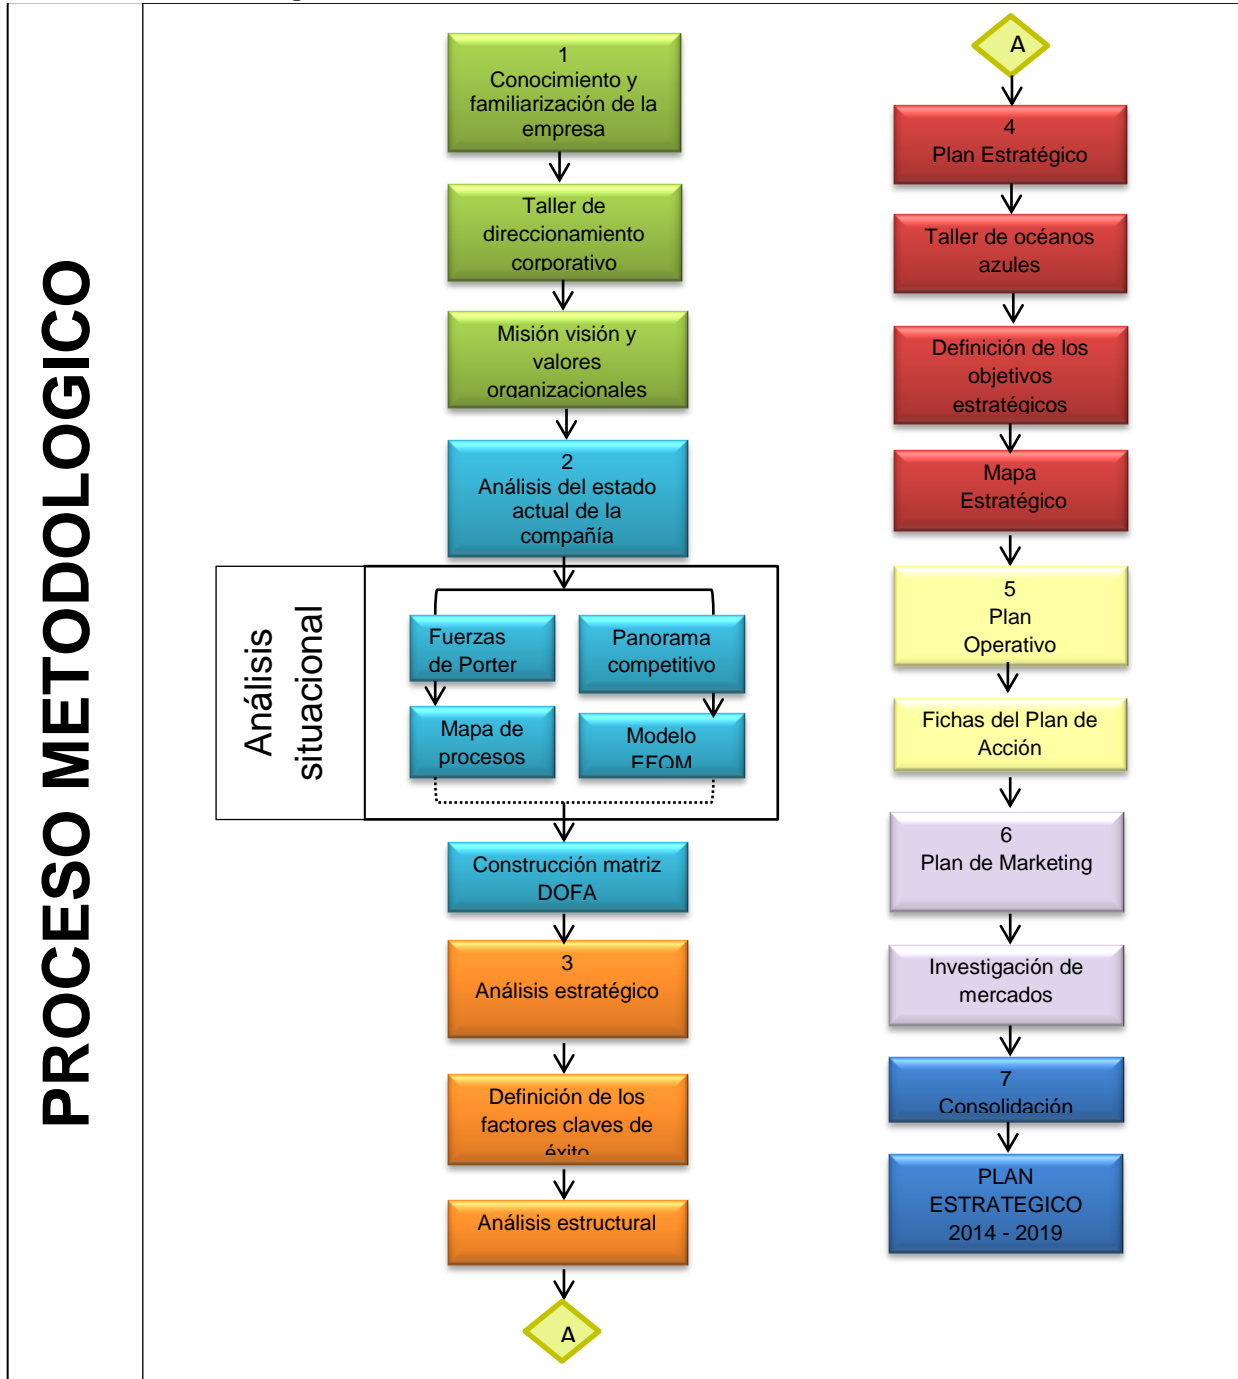 PROCESO METODOLOGICO
1
Conocimiento y
familiarización de la
empresa
Taller de
direccionamiento
corporativo
Misión visión y
valores
organizacionales
2
Análisis del estado
actual de la
compañía
Análisis
situacional
Fuerzas
de Porter
Panorama
competitivo
Mapa de
procesos
Modelo
EFQM
Construcción matriz
DOFA
3
Análisis estratégico
Definición de los
factores claves de
éxito
Análisis estructural
A
A
4
Plan Estratégico
Taller de océanos
azules
Definición de los
objetivos
estratégicos
Mapa
Estratégico
5
Plan
Operativo
Fichas del Plan de
Acción
6
Plan de Marketing
Investigación de
mercados
7
Consolidación
PLAN
ESTRATEGICO
2014 - 2019